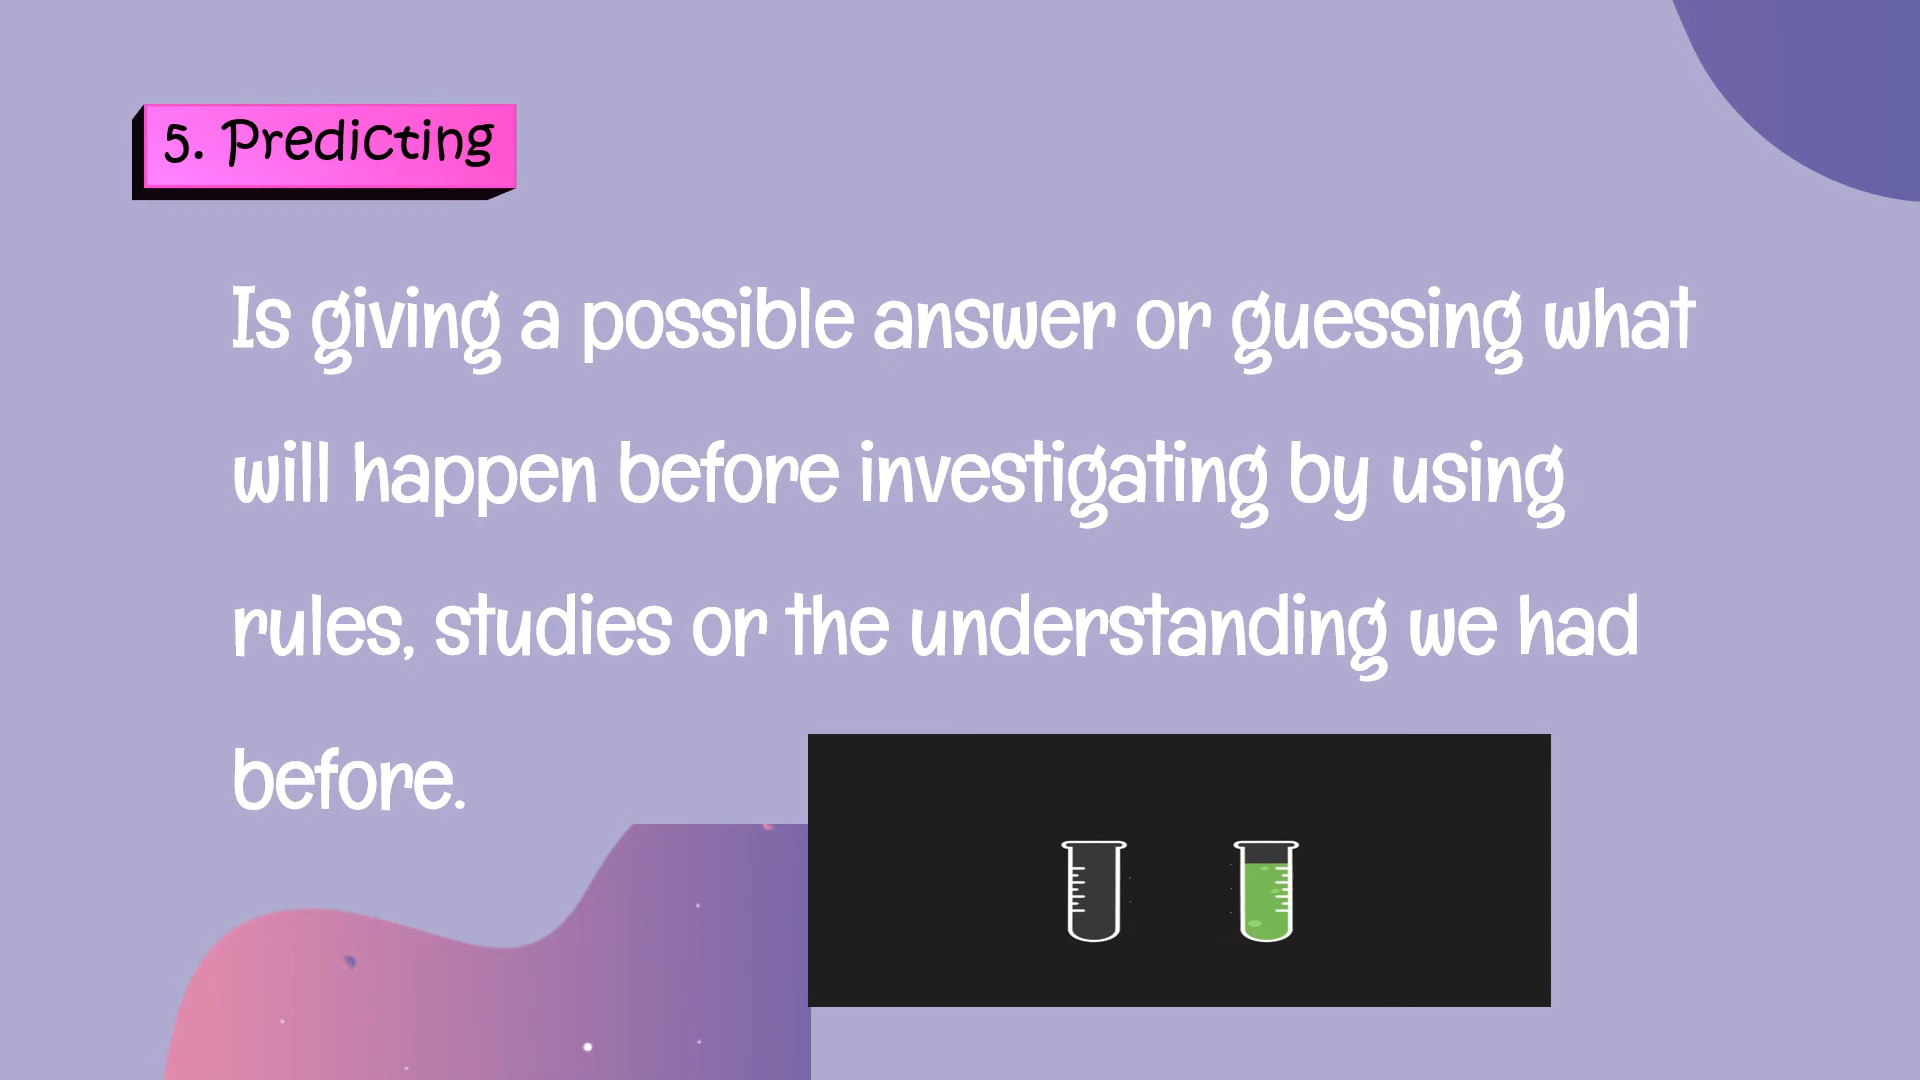 5. Predicting
Is giving a possible answer or guessing what
will happen before investigating by using
rules, studies or the understanding we had
before.